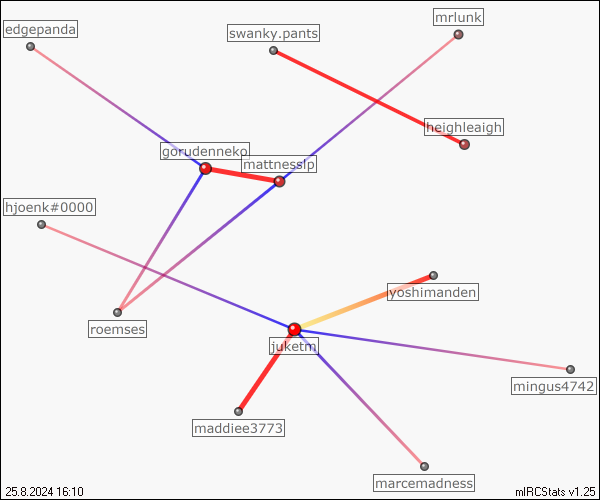 mrlunk
edgepanda
swanky.pants
heighleaigh
gorudenneko
mattnesslp
hjoenk#0000
yoshimanden
roemses
juketm
mingus4742
maddiee3773
marcemadness
25.8.2024 16:10
mIRCStats v1.25